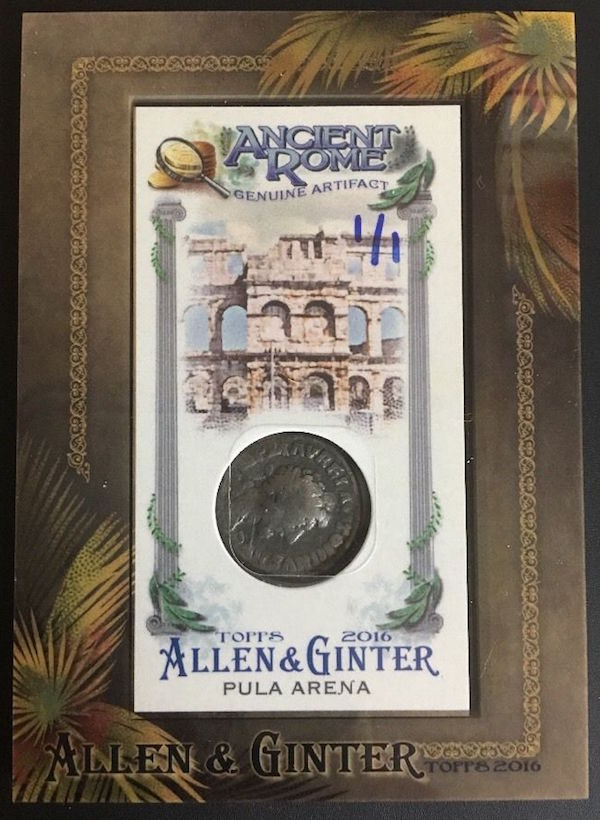 ANCIENT
ROME
GENUINE ARTIFACT
1/1
TOPPS 2016
ALLEN & GINTER
PULA ARENA
ALLEN & GINTER TOPPS 2016